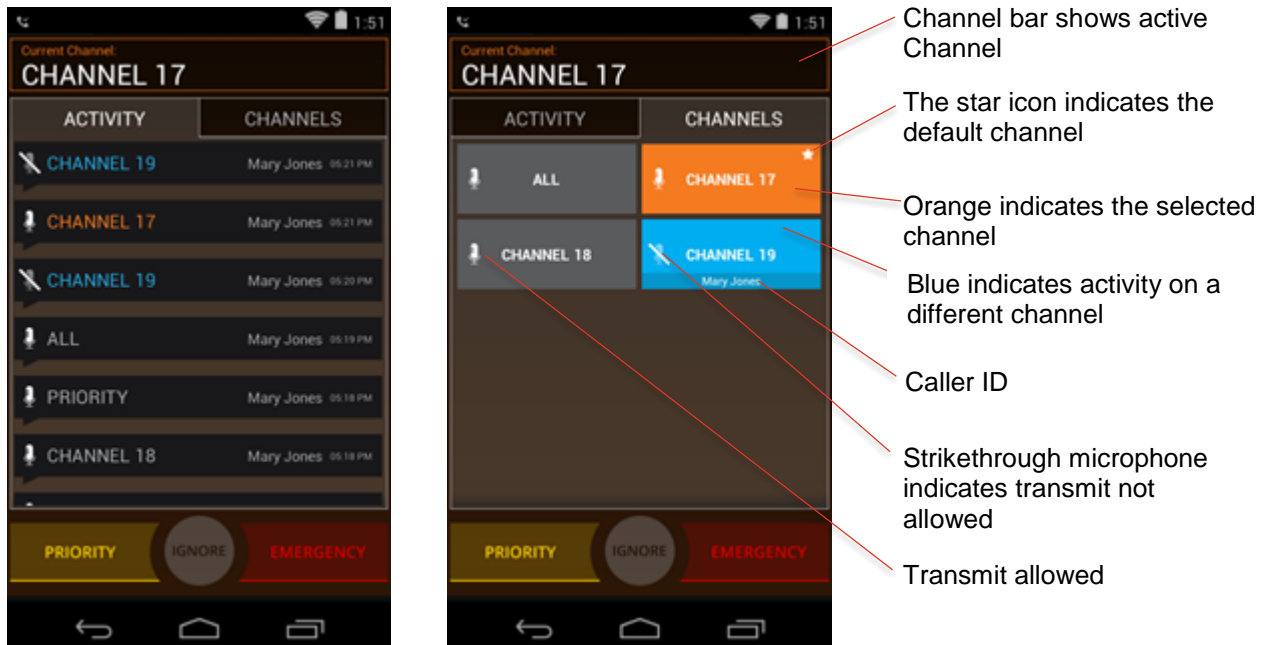 1:51
Current Channel:
CHANNEL 17
ACTIVITY
CHANNELS
CHANNEL 19
Mary Jones 05:21 PM
CHANNEL 17
Mary Jones 05:21 PM
CHANNEL 19
Mary Jones 05:20 PM
ALL
Mary Jones 05:19 PM
PRIORITY
Mary Jones 05:18 PM
CHANNEL 18
Mary Jones 05:18 PM
PRIORITY
IGNORE
EMERGENCY
1:51
Current Channel:
CHANNEL 17
ACTIVITY
CHANNELS
ALL
CHANNEL 17
CHANNEL 18
CHANNEL 19
Mary Jones
PRIORITY
IGNORE
EMERGENCY
Channel bar shows active
Channel
The star icon indicates the
default channel
Orange indicates the selected
channel
Blue indicates activity on a
different channel
Caller ID
Strikethrough microphone
indicates transmit not
allowed
Transmit allowed